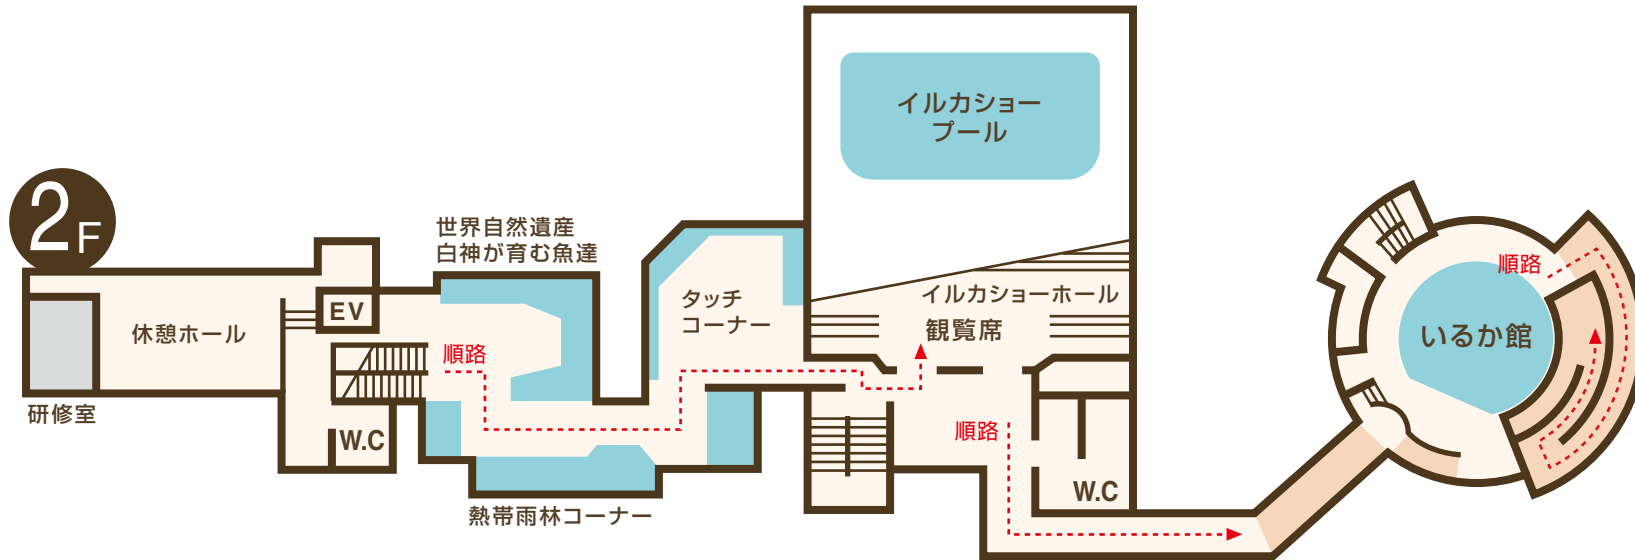 2F
研修室
休憩ホール
EV
W.C
世界自然遺産
白神が育む魚達
順路
熱帯雨林コーナー
タッチ
コーナー
イルカショー
プール
イルカショーホール
観覧席
順路
W.C
順路
いるか館